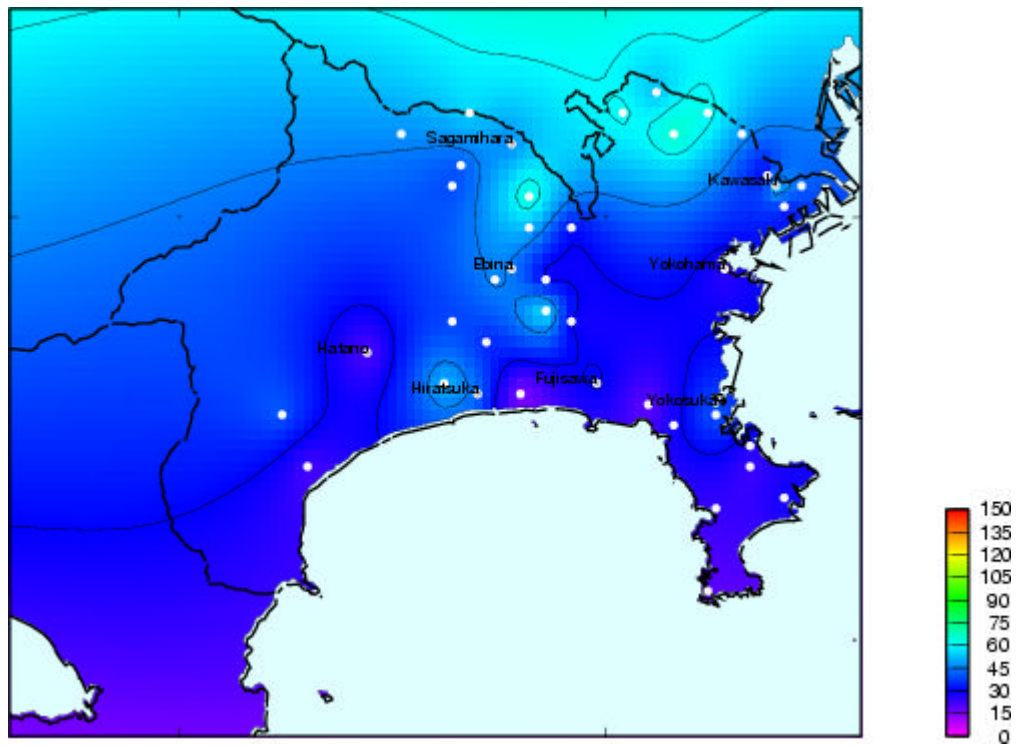 Sagamihara
Kawasaki
Ebina
Yokohama
Hatano
Hiratsuka
Fujisawa
Yokosuka
150
135
120
105
90
75
60
45
30
15
0